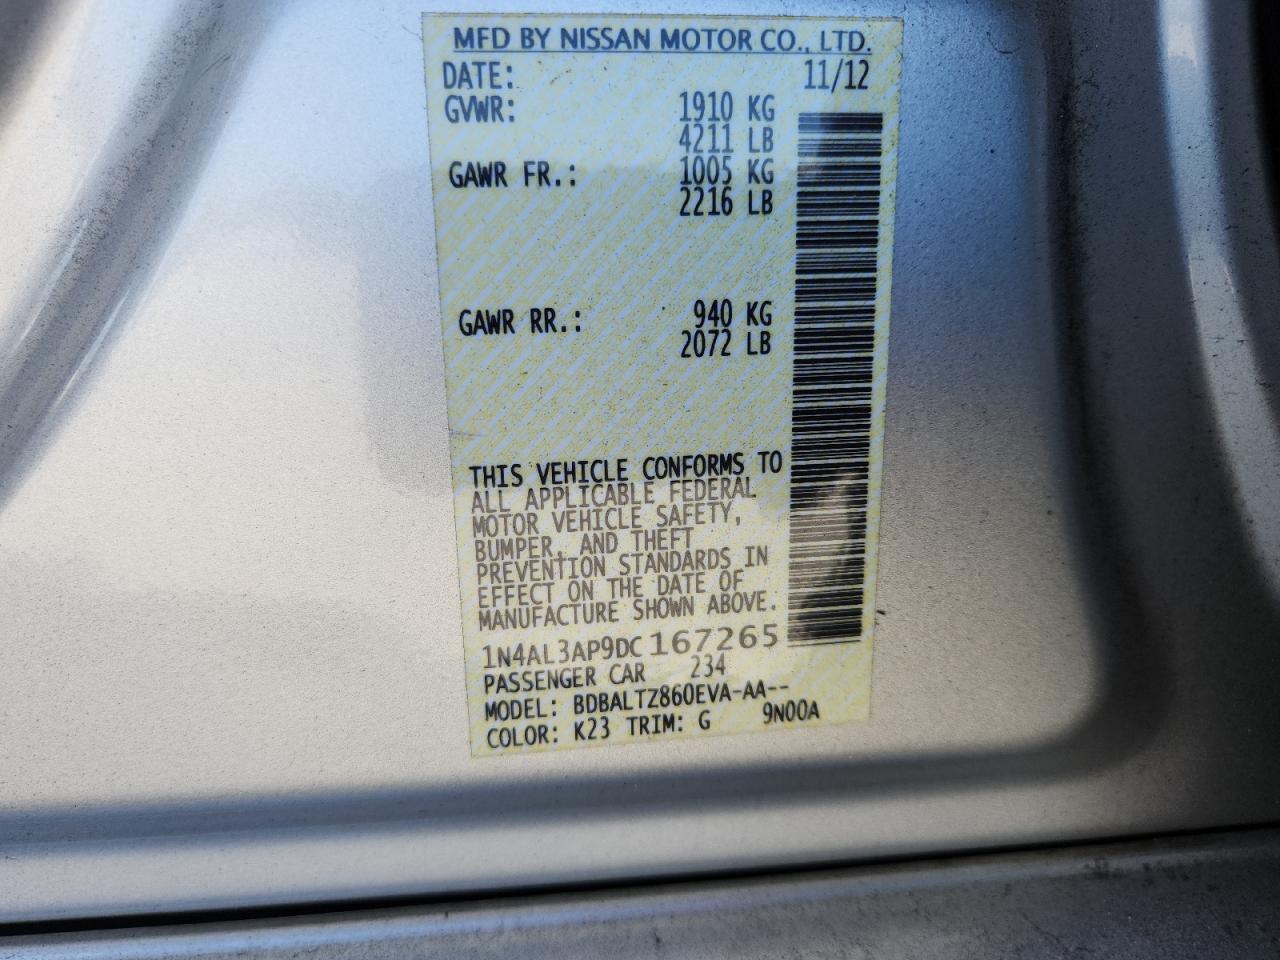 MFD BY NISSAN MOTOR CO., LTD.
DATE: 11/12
GVWR: 1910 KG
4211 LB
GAWR FR.: 1005 KG
2216 LB
GAWR RR.: 940 KG
2072 LB
THIS VEHICLE CONFORMS TO
ALL APPLICABLE FEDERAL
MOTOR VEHICLE SAFETY,
BUMPER, AND THEFT
PREVENTION STANDARDS IN
EFFECT ON THE DATE OF
MANUFACTURE SHOWN ABOVE.
1N4AL3AP9DC167265
PASSENGER CAR 234
MODEL: BDBALTZ860EVA-AA--
COLOR: K23 TRIM: G 9N00A